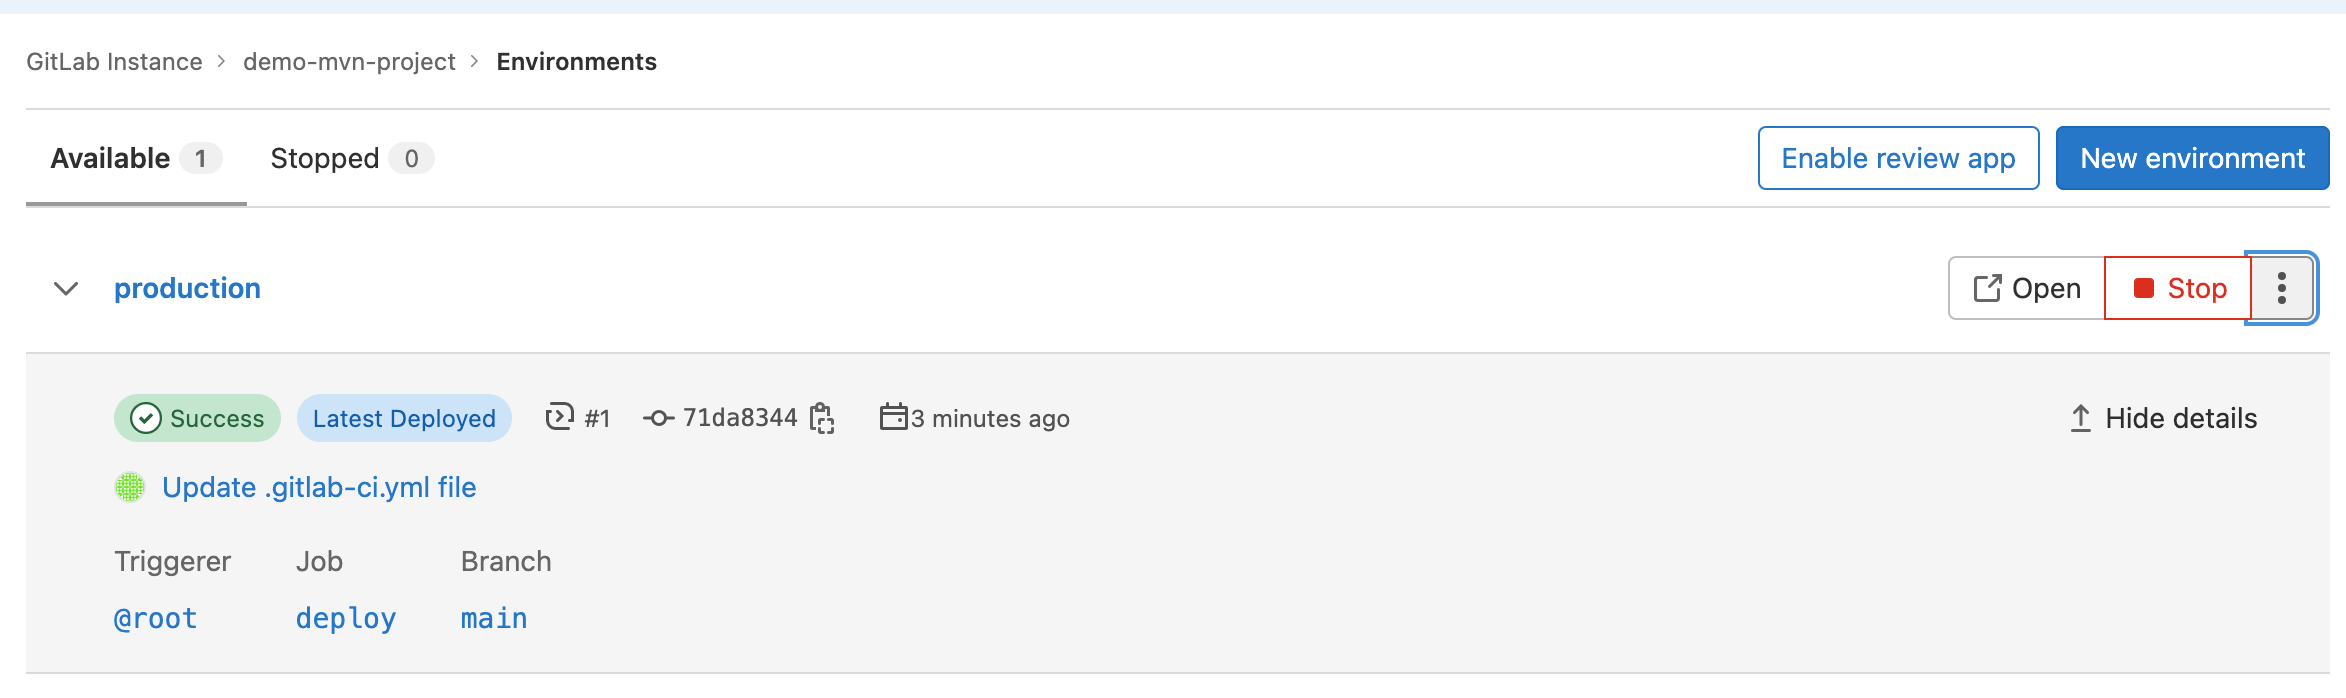 GitLab Instance > demo-mvn-project > Environments
Available 1 Stopped 0 Enable review app New environment
production Open Stop
Success Latest Deployed #1 71da8344 3 minutes ago Hide details
Update .gitlab-ci.yml file
Triggerer Job Branch
@root deploy main